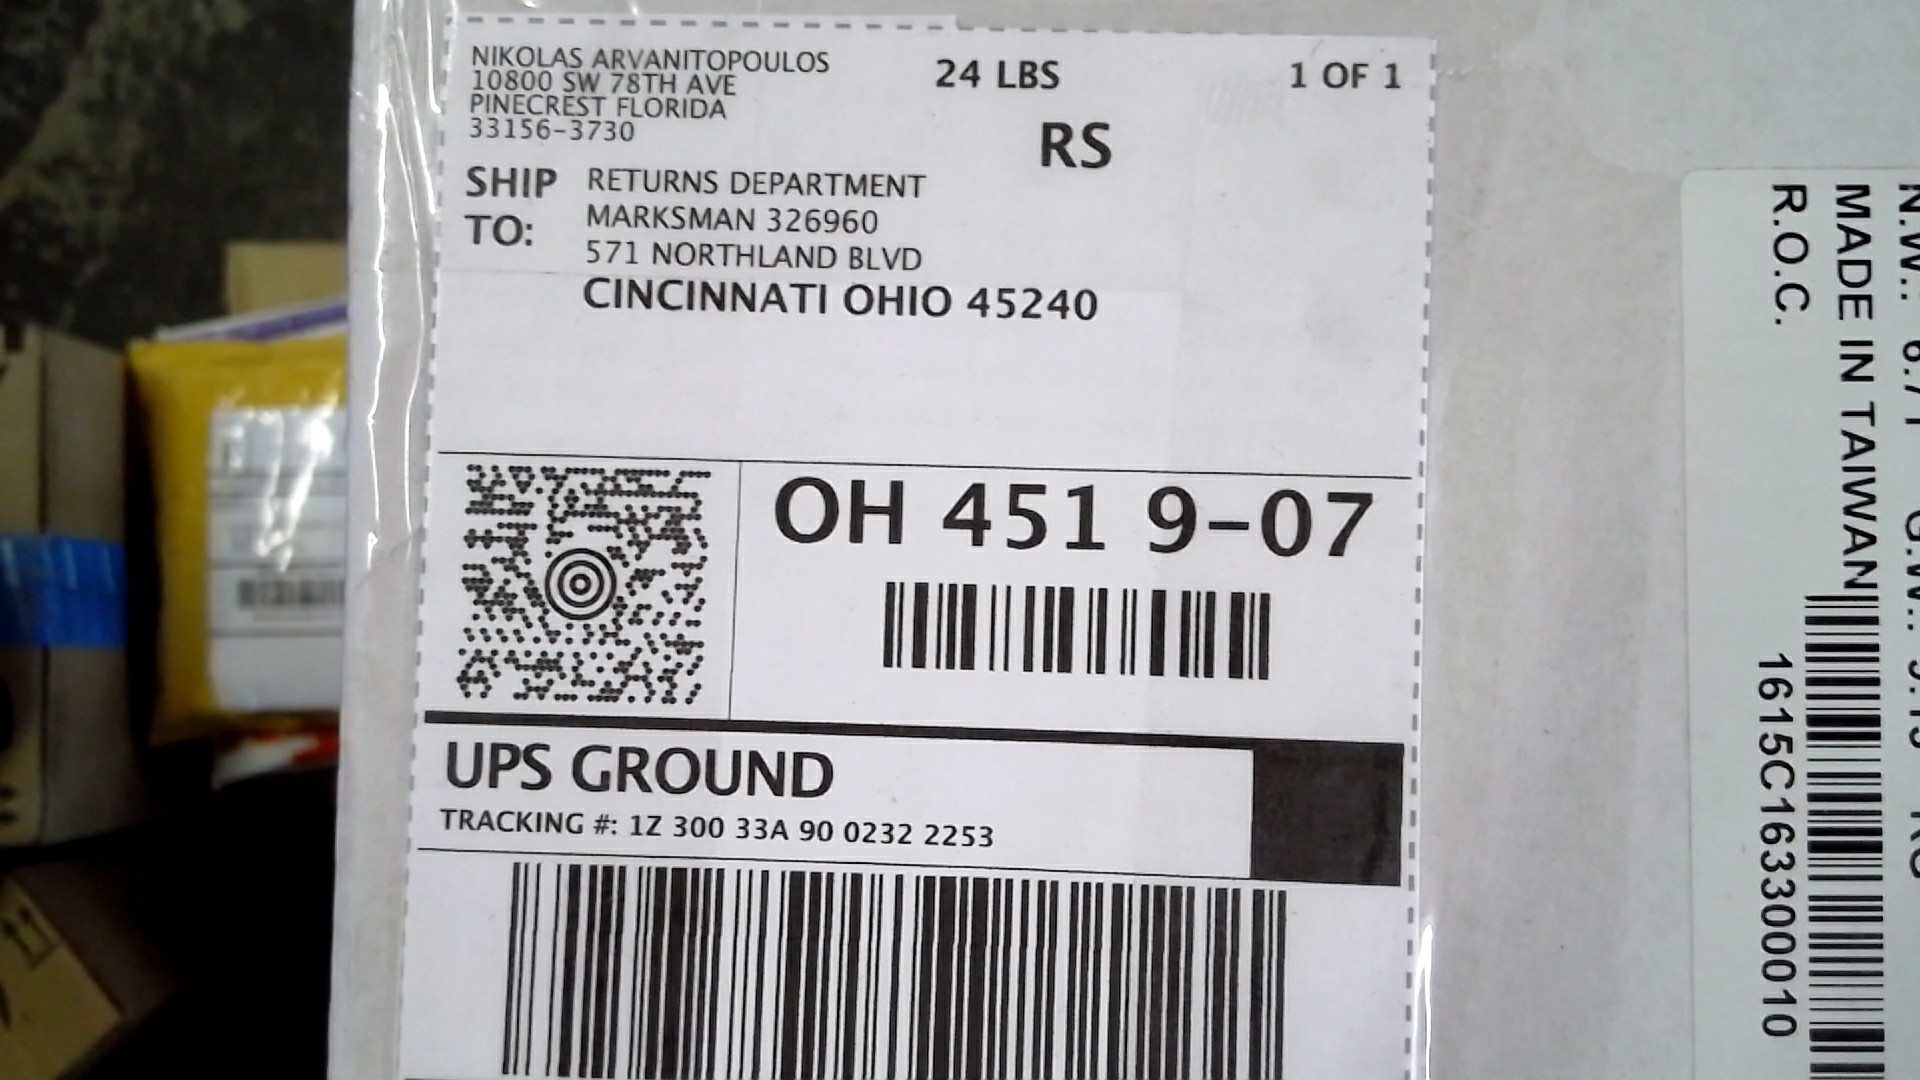 NIKOLAS ARVANITOPOULOS
10800 SW 78TH AVE
PINECREST FLORIDA
33156-3730
24 LBS
1 OF 1
RS
SHIP TO:
RETURNS DEPARTMENT
MARKSMAN 326960
571 NORTHLAND BLVD
CINCINNATI OHIO 45240
OH 451 9-07
UPS GROUND
TRACKING #: 1Z 300 33A 90 0232 2253
N.W.:
G.W.:
MADE IN TAIWAN
R.O.C.
1615C16330010